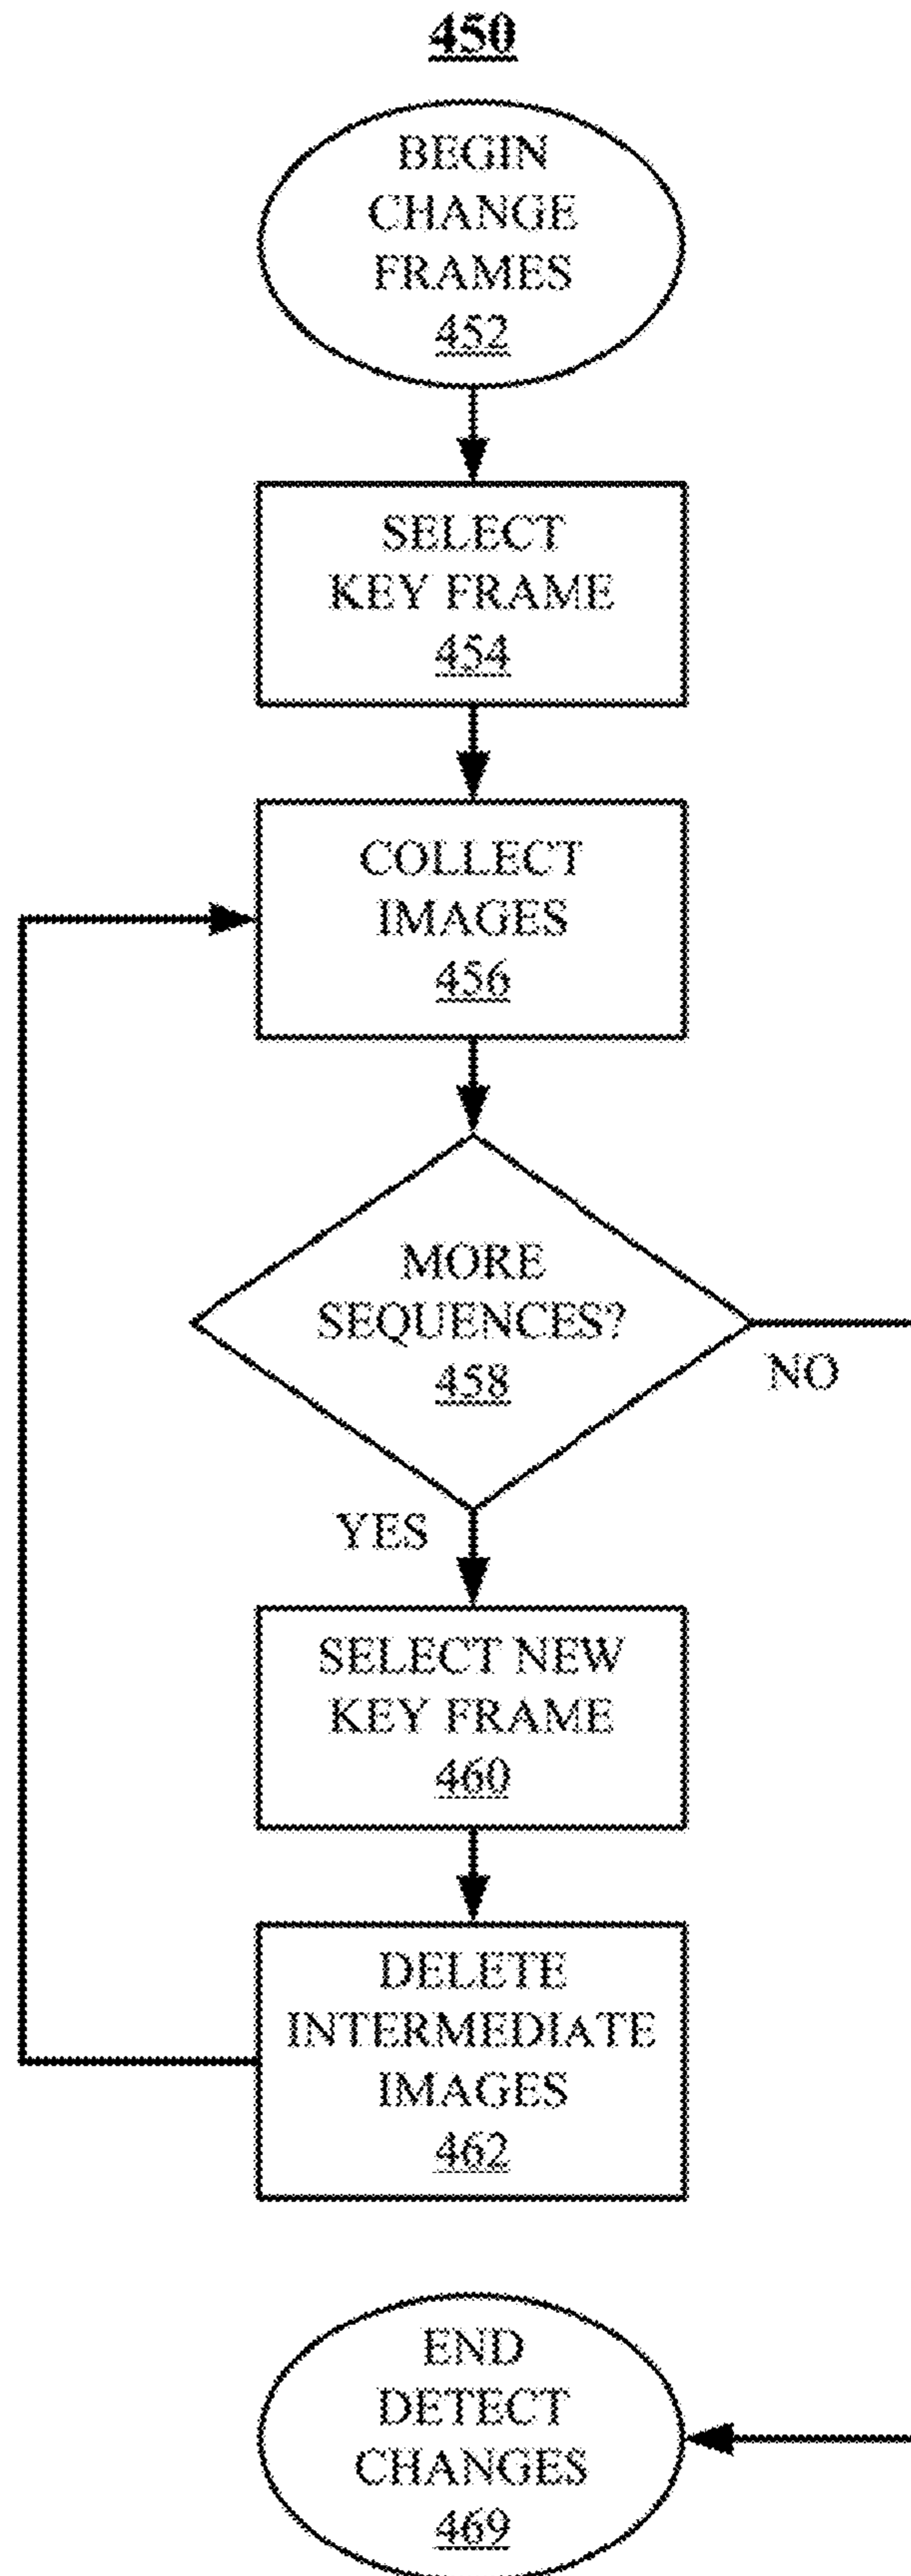 450
BEGIN
CHANGE
FRAMES
452
SELECT
KEY FRAME
454
COLLECT
IMAGES
456
MORE
SEQUENCES?
458
NO
YES
SELECT NEW
KEY FRAME
460
DELETE
INTERMEDIATE
IMAGES
462
END
DETECT
CHANGES
469